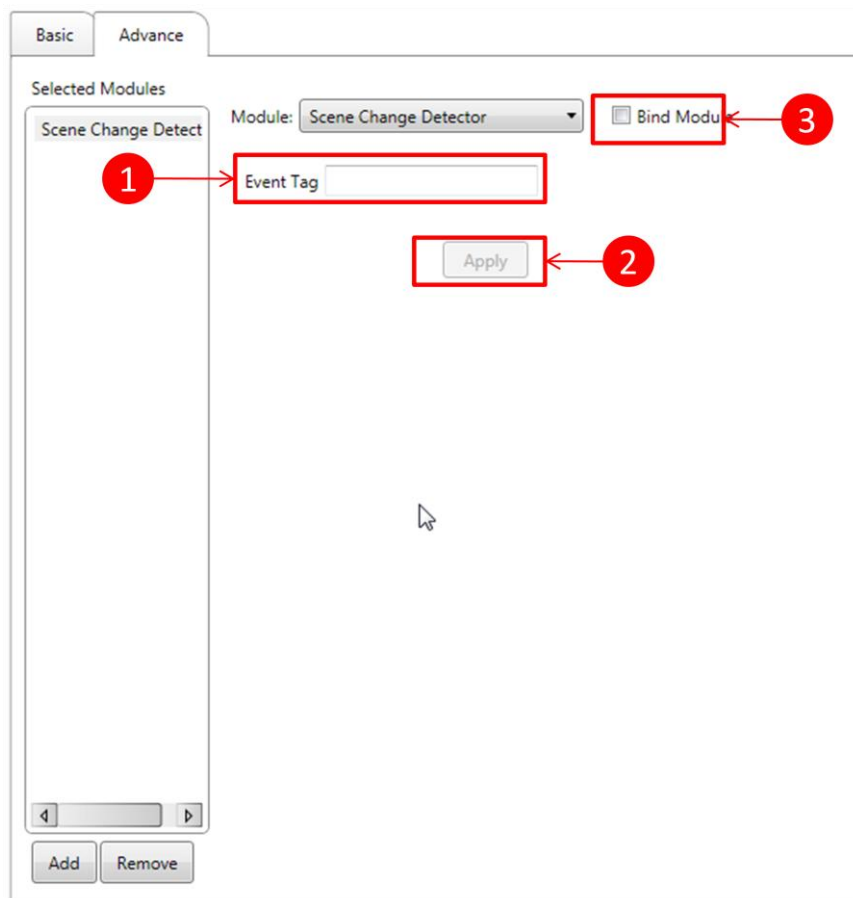 Basic Advance
Selected Modules
Scene Change Detect
Module: Scene Change Detector
Bind Modu
3
1
Event Tag
Apply
2
Add Remove